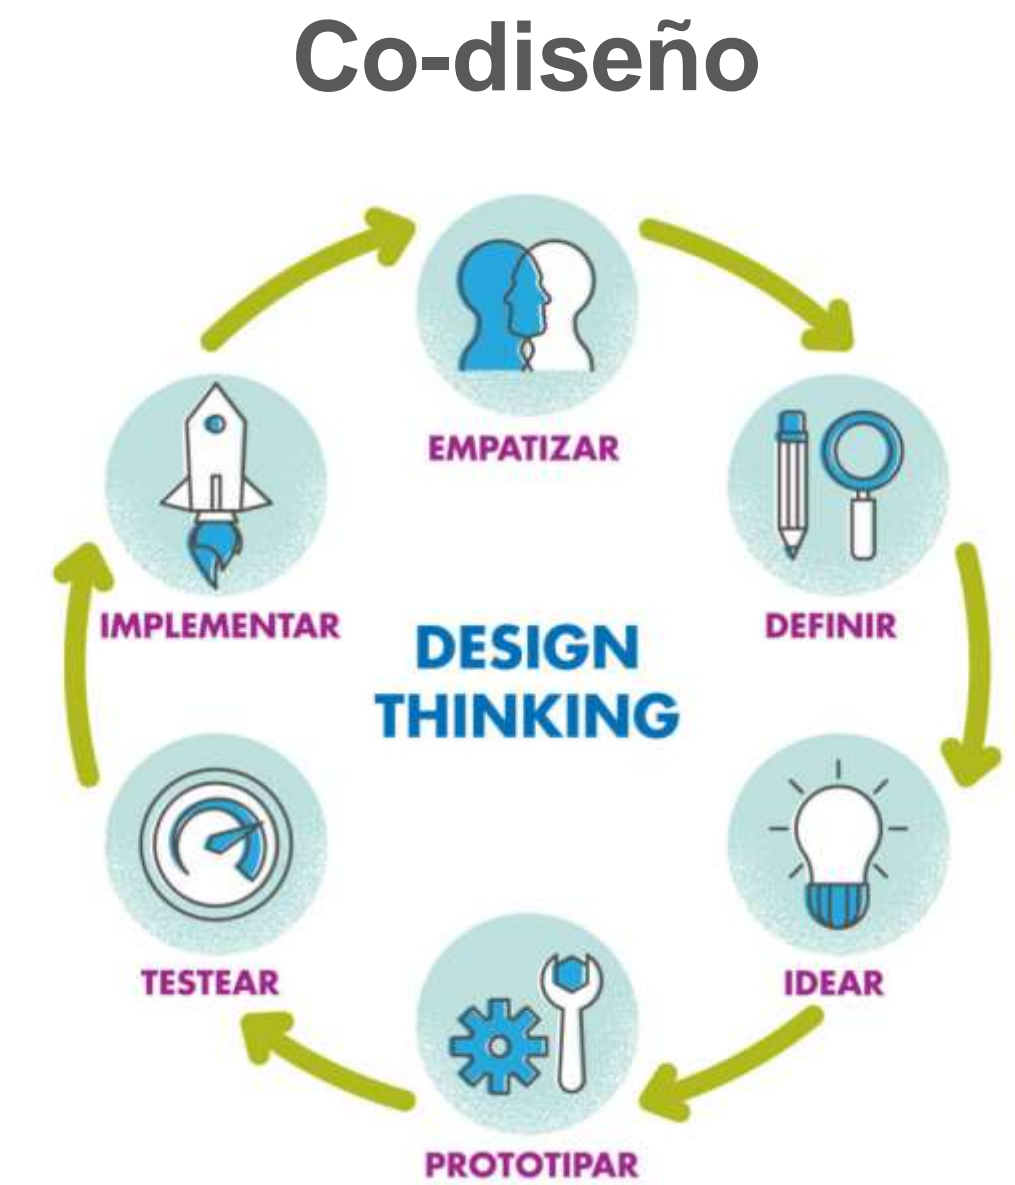 Co-diseño
EMPATIZAR
IMPLEMENTAR
DEFINIR
DESIGN
THINKING
TESTEAR
IDEAR
PROTOTIPAR